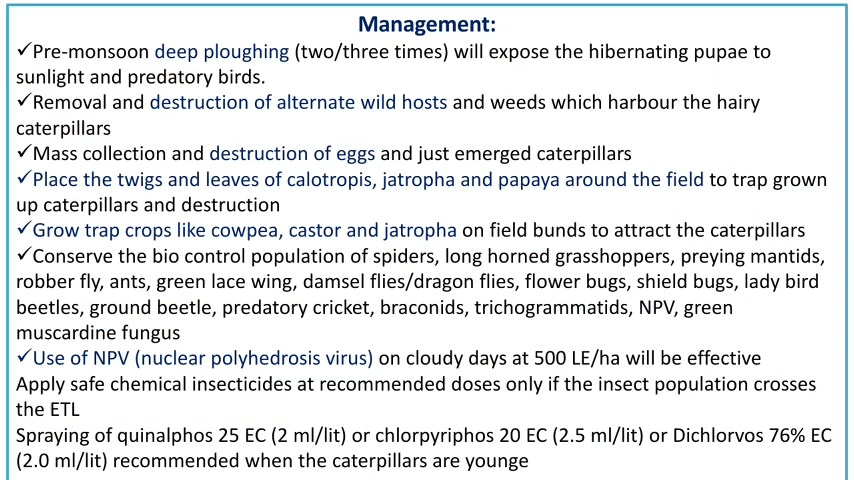 Management:
✓Pre-monsoon deep ploughing (two/three times) will expose the hibernating pupae to
sunlight and predatory birds.
✓Removal and destruction of alternate wild hosts and weeds which harbour the hairy
caterpillars
✓Mass collection and destruction of eggs and just emerged caterpillars
✓Place the twigs and leaves of calotropis, jatropha and papaya around the field to trap grown
up caterpillars and destruction
✓Grow trap crops like cowpea, castor and jatropha on field bunds to attract the caterpillars
✓Conserve the bio control population of spiders, long horned grasshoppers, preying mantids,
robber fly, ants, green lace wing, damsel flies/dragon flies, flower bugs, shield bugs, lady bird
beetles, ground beetle, predatory cricket, braconids, trichogrammatids, NPV, green
muscardine fungus
✓Use of NPV (nuclear polyhedrosis virus) on cloudy days at 500 LE/ha will be effective
Apply safe chemical insecticides at recommended doses only if the insect population crosses
the ETL
Spraying of quinalphos 25 EC (2 ml/lit) or chlorpyriphos 20 EC (2.5 ml/lit) or Dichlorvos 76% EC
(2.0 ml/lit) recommended when the caterpillars are younge